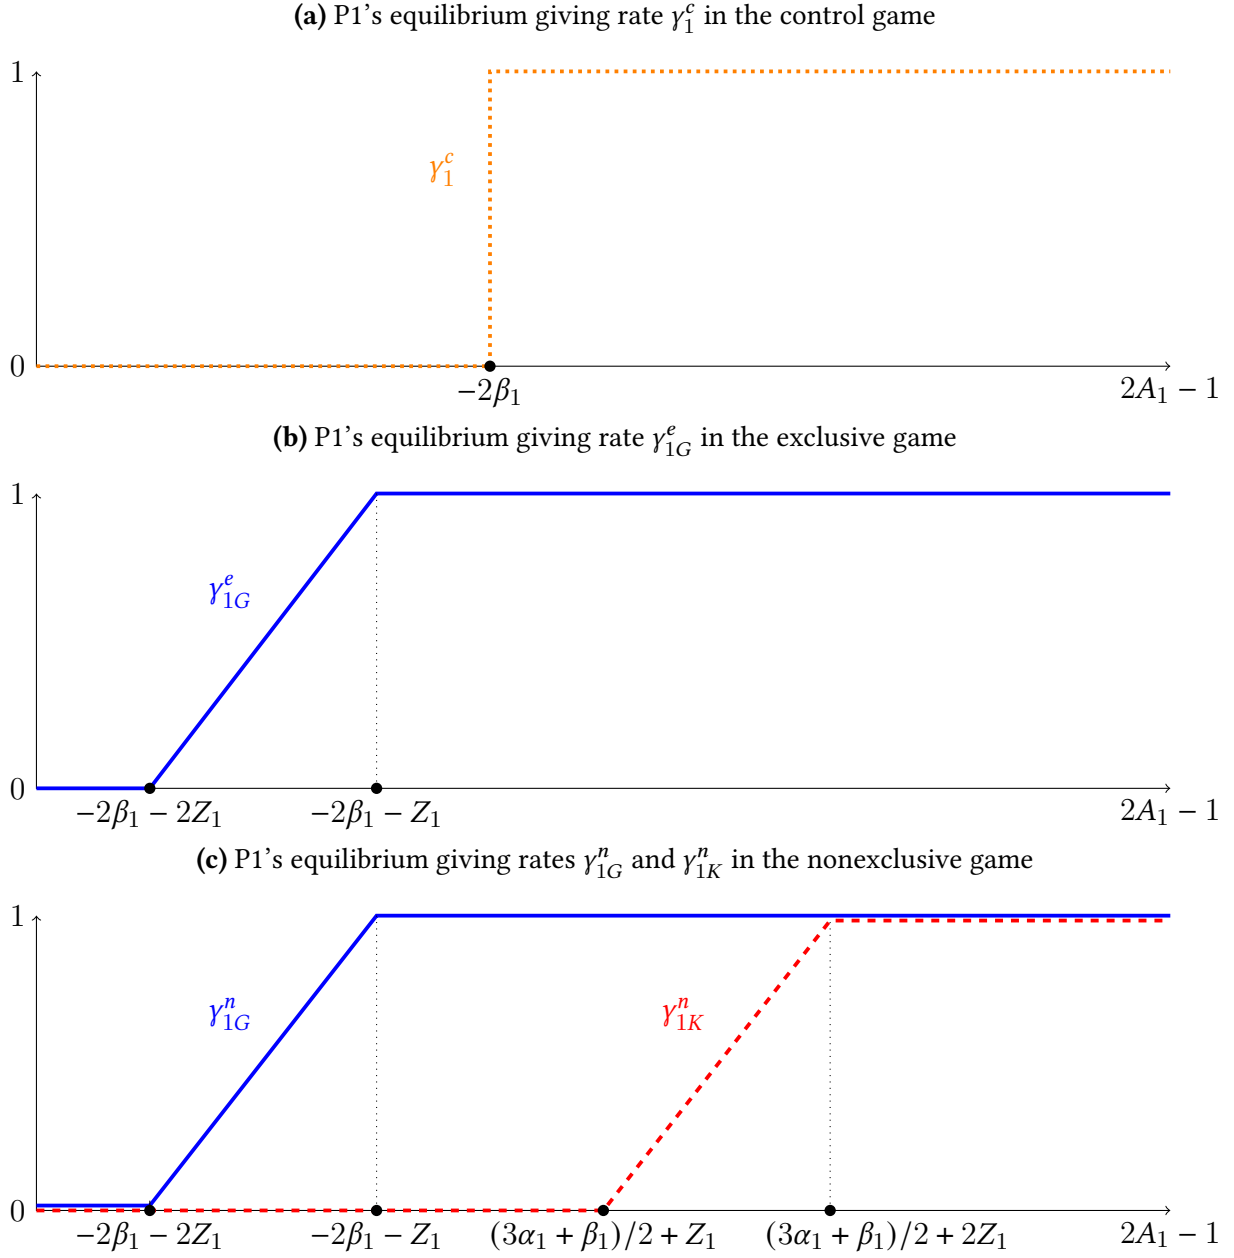 (a) P1's equilibrium giving rate γ₁ᶜ in the control game
1
γ₁ᶜ
0
−2β₁
2A₁ − 1
(b) P1's equilibrium giving rate γ₁Gᵉ in the exclusive game
1
γ₁Gᵉ
0
−2β₁ − 2Z₁
−2β₁ − Z₁
2A₁ − 1
(c) P1's equilibrium giving rates γ₁Gⁿ and γ₁Kⁿ in the nonexclusive game
1
γ₁Gⁿ
γ₁Kⁿ
0
−2β₁ − 2Z₁
−2β₁ − Z₁
(3α₁ + β₁)/2 + Z₁
(3α₁ + β₁)/2 + 2Z₁
2A₁ − 1